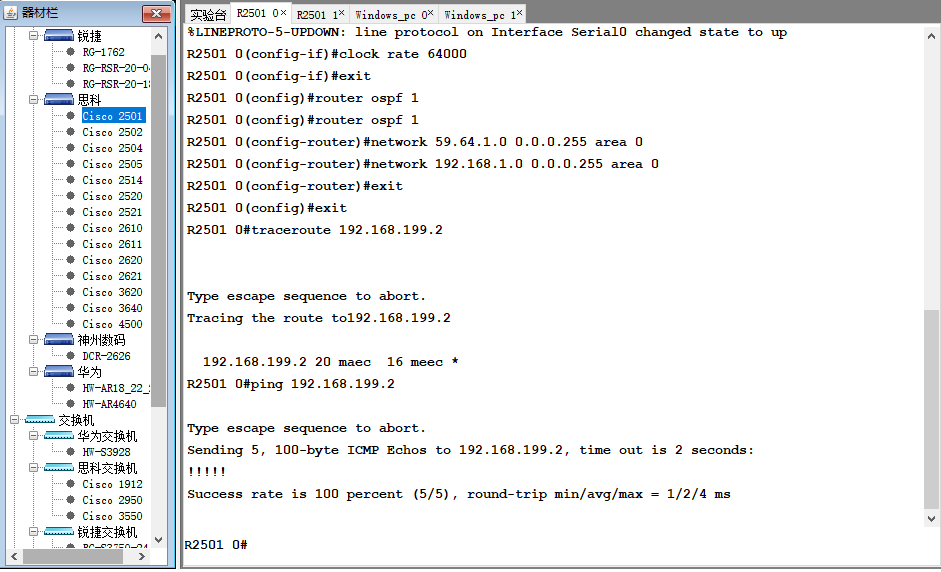 器材栏
锐捷
RG-1762
RG-RSR-20-0
RG-RSR-20-18
思科
Cisco 2501
Cisco 2502
Cisco 2504
Cisco 2505
Cisco 2514
Cisco 2520
Cisco 2521
Cisco 2610
Cisco 2611
Cisco 2620
Cisco 2621
Cisco 3620
Cisco 3640
Cisco 4500
神州数码
DCR-2626
华为
HW-AR18_22_
HW-AR4640
交换机
华为交换机
HW-S3928
思科交换机
Cisco 1912
Cisco 2950
Cisco 3550
锐捷交换机
实验台 R2501 0× R2501 1× Windows_pc 0× Windows_pc 1×
%LINEPROTO-5-UPDOWN: line protocol on Interface Serial0 changed state to up
R2501 0(config-if)#clock rate 64000
R2501 0(config-if)#exit
R2501 0(config)#router ospf 1
R2501 0(config)#router ospf 1
R2501 0(config-router)#network 59.64.1.0 0.0.0.255 area 0
R2501 0(config-router)#network 192.168.1.0 0.0.0.255 area 0
R2501 0(config-router)#exit
R2501 0(config)#exit
R2501 0#traceroute 192.168.199.2
Type escape sequence to abort.
Tracing the route to192.168.199.2
192.168.199.2 20 maec 16 meec *
R2501 0#ping 192.168.199.2
Type escape sequence to abort.
Sending 5, 100-byte ICMP Echos to 192.168.199.2, time out is 2 seconds:
!!!!!
Success rate is 100 percent (5/5), round-trip min/avg/max = 1/2/4 ms
R2501 0#